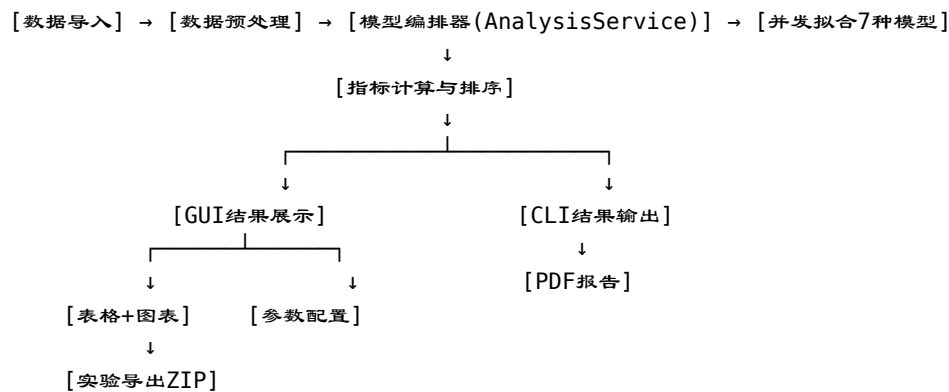 [数据导入] → [数据预处理] → [模型编排器(AnalysisService)] → [并发拟合7种模型]
↓
[指标计算与排序]
↓
↓ ↓
[GUI结果展示] [CLI结果输出]
↓
↓ ↓ [PDF报告]
[表格+图表] [参数配置]
↓
[实验导出ZIP]